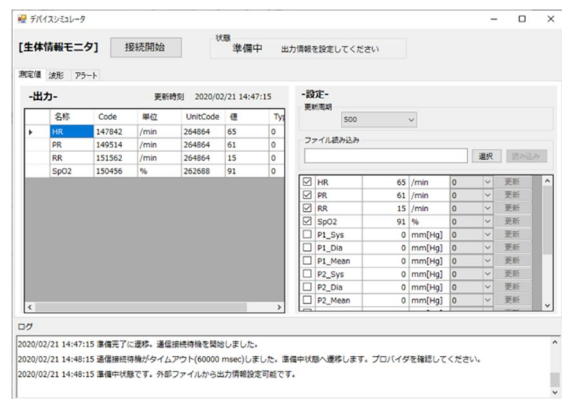 デバイスシミュレータ
[生体情報モニタ] 接続開始
状態
準備中 出力情報を設定してください
測定値 波形 アラート
-出力- 更新時刻 2020/02/21 14:47:15
名称 Code 単位 UnitCode 値 Typ
HR 147842 /min 264864 65 0
PR 149514 /min 264864 61 0
RR 151562 /min 264864 15 0
SpO2 150456 % 262688 91 0
-設定-
更新周期
500
ファイル読み込み
選択 読み込み
HR 65 /min 0 更新
PR 61 /min 0 更新
RR 15 /min 0 更新
SpO2 91 % 0 更新
P1_Sys 0 mm[Hg] 0 更新
P1_Dia 0 mm[Hg] 0 更新
P1_Mean 0 mm[Hg] 0 更新
P2_Sys 0 mm[Hg] 0 更新
P2_Dia 0 mm[Hg] 0 更新
P2_Mean 0 mm[Hg] 0 更新
ログ
2020/02/21 14:47:15 準備完了に遷移。通信接続待機を開始しました。
2020/02/21 14:48:15 通信接続待機がタイムアウト(60000 msec)しました。準備中状態へ遷移します。プロバイダを確認してください。
2020/02/21 14:48:15 準備中状態です。外部ファイルから出力情報設定可能です。